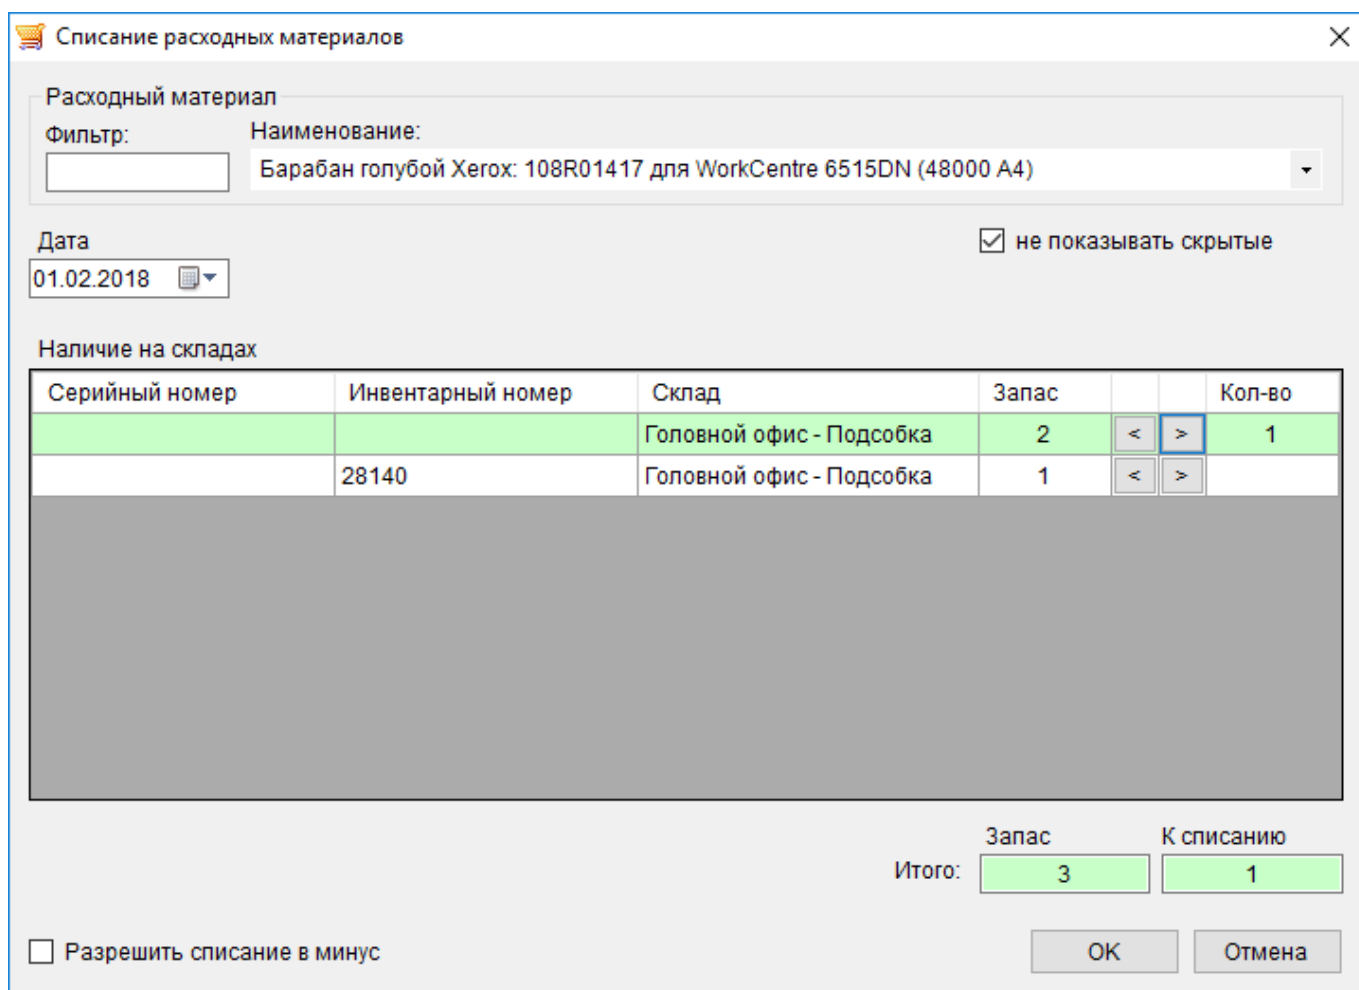 Списание расходных материалов
Расходный материал
Фильтр:
Наименование:
Барабан голубой Xerox: 108R01417 для WorkCentre 6515DN (48000 A4)
Дата
не показывать скрытые
01.02.2018
Наличие на складах
Серийный номер Инвентарный номер Склад Запас Кол-во
Головной офис - Подсобка 2 < > 1
28140 Головной офис - Подсобка 1 < >
Запас К списанию
Итого: 3 1
Разрешить списание в минус
OK Отмена